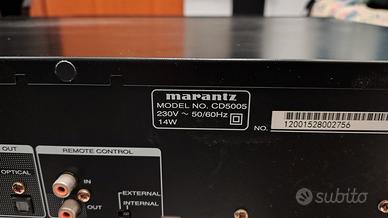 marantz
MODEL NO. CD5005
230V ~ 50/60Hz
14W
NO. 12001528002756
OUT
REMOTE CONTROL
OPTICAL
IN
OUT
EXTERNAL
INTERNAL
subito